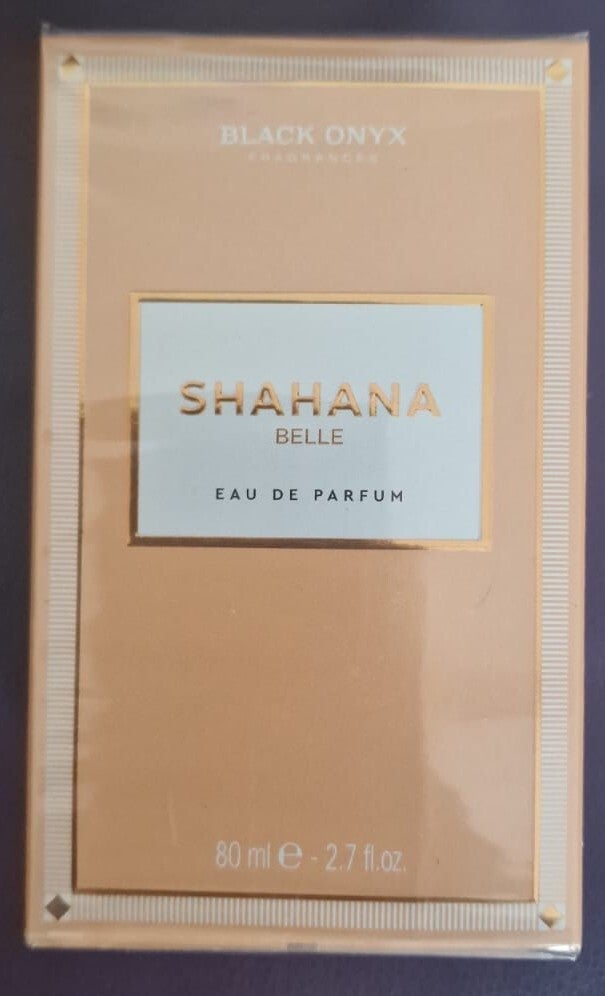 BLACK ONYX
FRAGRANCES
SHAHANA
BELLE
EAU DE PARFUM
80 ml ℮ - 2.7 fl.oz.